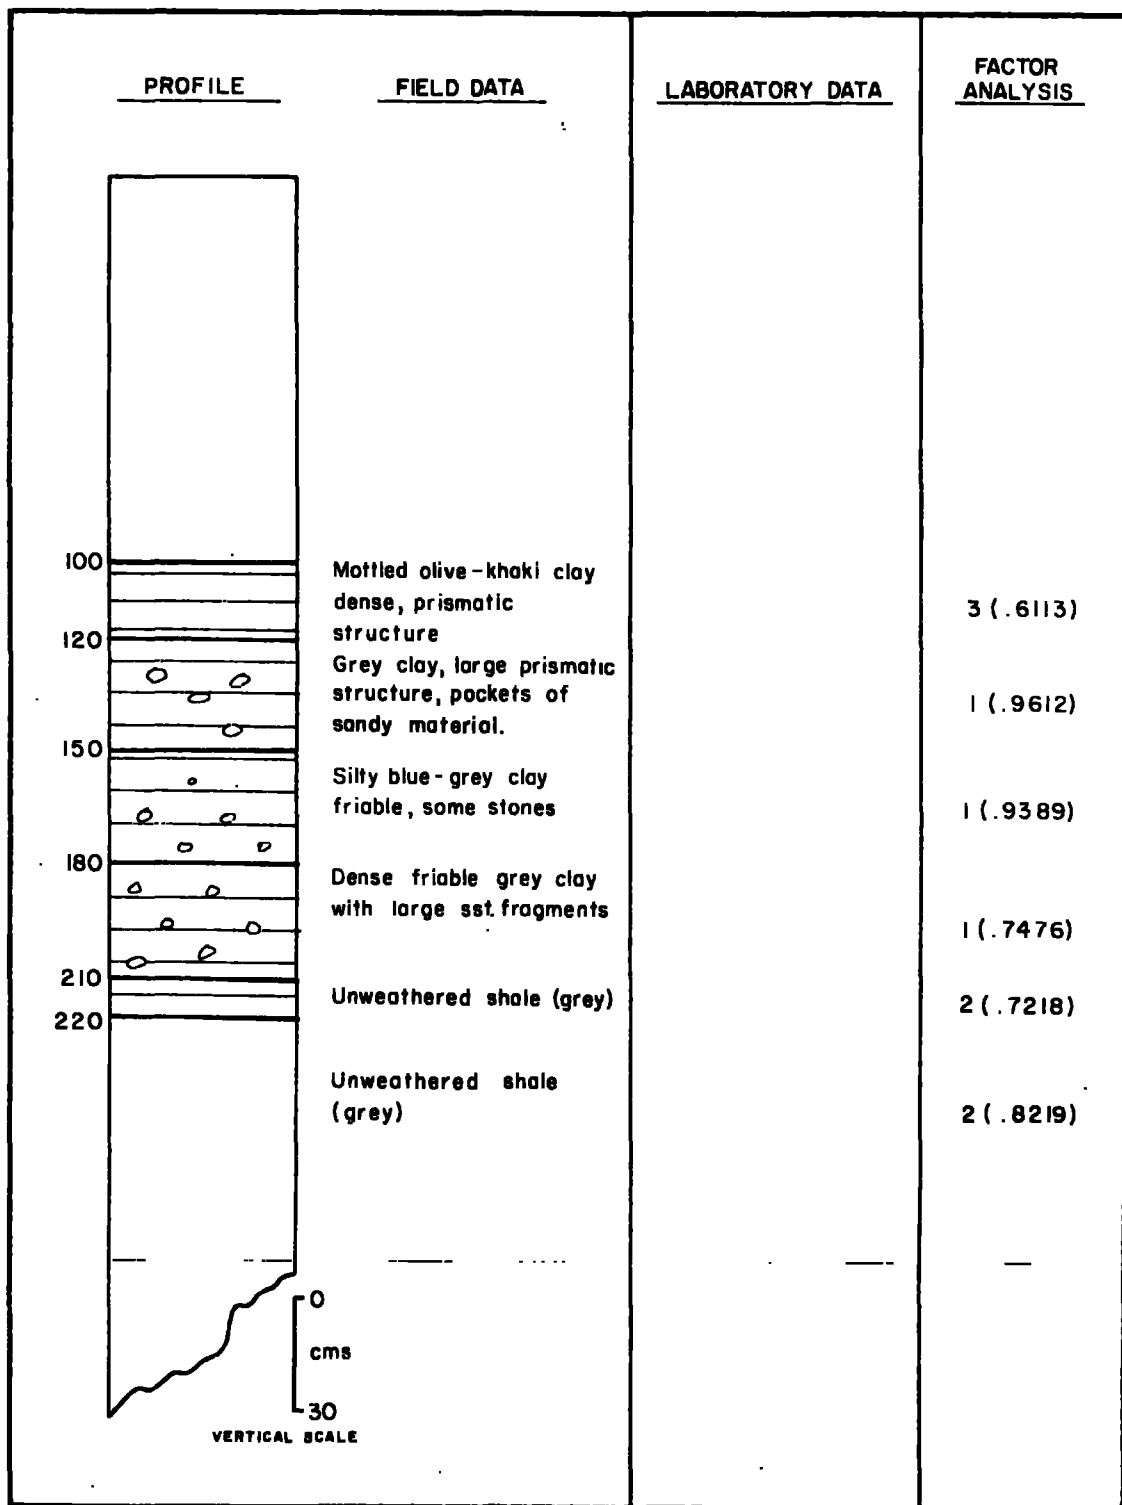 PROFILE
FIELD DATA
LABORATORY DATA
FACTOR
ANALYSIS
100
Mottled olive-khaki clay
dense, prismatic
structure
3 (.6113)
120
Grey clay, large prismatic
structure, pockets of
sandy material.
1 (.9612)
150
Silty blue-grey clay
friable, some stones
1 (.9389)
180
Dense friable grey clay
with large sst. fragments
1 (.7476)
210
Unweathered shale (grey)
2 (.7218)
220
Unweathered shale
(grey)
2 (.8219)
0
cms
30
VERTICAL SCALE